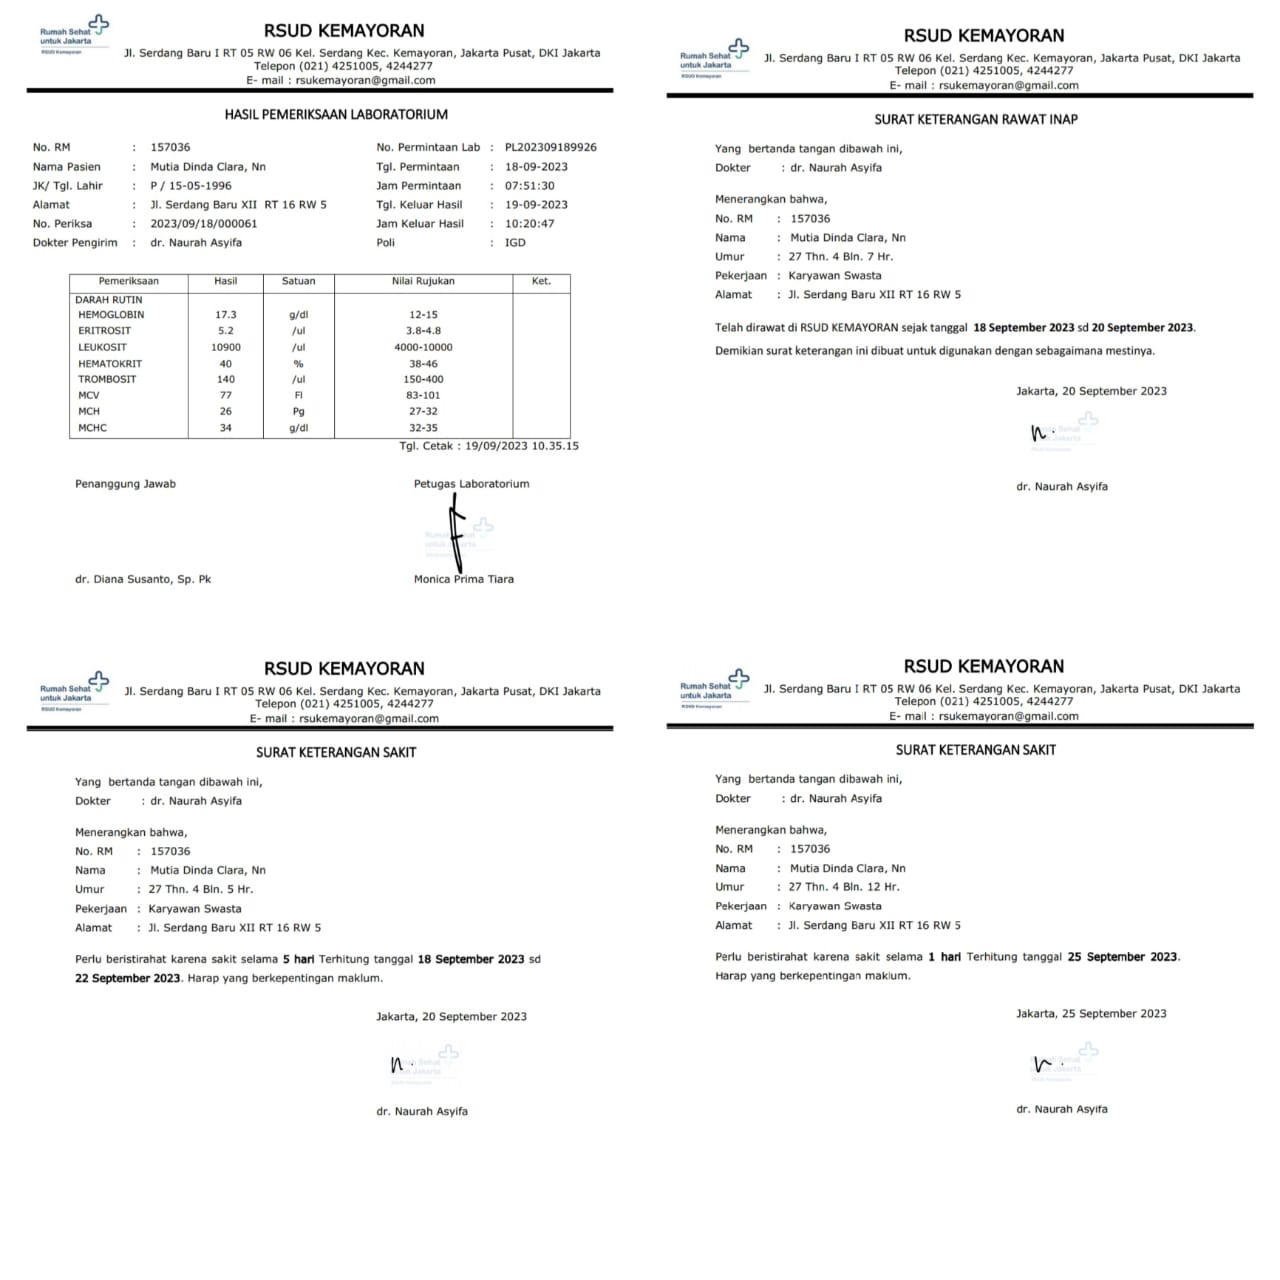 Rumah Sehat
untuk Jakarta
RSUD Kemayoran
RSUD KEMAYORAN
Jl. Serdang Baru I RT 05 RW 06 Kel. Serdang Kec. Kemayoran, Jakarta Pusat, DKI Jakarta
Telepon (021) 4251005, 4244277
E- mail : rsukemayoran@gmail.com
HASIL PEMERIKSAAN LABORATORIUM
No. RM : 157036 No. Permintaan Lab : PL202309189926
Nama Pasien : Mutia Dinda Clara, Nn Tgl. Permintaan : 18-09-2023
JK/ Tgl. Lahir : P / 15-05-1996 Jam Permintaan : 07:51:30
Alamat : Jl. Serdang Baru XII RT 16 RW 5 Tgl. Keluar Hasil : 19-09-2023
No. Periksa : 2023/09/18/000061 Jam Keluar Hasil : 10:20:47
Dokter Pengirim : dr. Naurah Asyifa Poli : IGD
Pemeriksaan Hasil Satuan Nilai Rujukan Ket.
DARAH RUTIN
HEMOGLOBIN 17.3 g/dl 12-15
ERITROSIT 5.2 /ul 3.8-4.8
LEUKOSIT 10900 /ul 4000-10000
HEMATOKRIT 40 % 38-46
TROMBOSIT 140 /ul 150-400
MCV 77 Fl 83-101
MCH 26 Pg 27-32
MCHC 34 g/dl 32-35
Tgl. Cetak : 19/09/2023 10.35.15
Penanggung Jawab Petugas Laboratorium
dr. Diana Susanto, Sp. Pk Monica Prima Tiara
Rumah Sehat
untuk Jakarta
RSUD Kemayoran
RSUD KEMAYORAN
Jl. Serdang Baru I RT 05 RW 06 Kel. Serdang Kec. Kemayoran, Jakarta Pusat, DKI Jakarta
Telepon (021) 4251005, 4244277
E- mail : rsukemayoran@gmail.com
SURAT KETERANGAN RAWAT INAP
Yang bertanda tangan dibawah ini,
Dokter : dr. Naurah Asyifa
Menerangkan bahwa,
No. RM : 157036
Nama : Mutia Dinda Clara, Nn
Umur : 27 Thn. 4 Bln. 7 Hr.
Pekerjaan : Karyawan Swasta
Alamat : Jl. Serdang Baru XII RT 16 RW 5
Telah dirawat di RSUD KEMAYORAN sejak tanggal 18 September 2023 sd 20 September 2023.
Demikian surat keterangan ini dibuat untuk digunakan dengan sebagaimana mestinya.
Jakarta, 20 September 2023
dr. Naurah Asyifa
Rumah Sehat
untuk Jakarta
RSUD Kemayoran
RSUD KEMAYORAN
Jl. Serdang Baru I RT 05 RW 06 Kel. Serdang Kec. Kemayoran, Jakarta Pusat, DKI Jakarta
Telepon (021) 4251005, 4244277
E- mail : rsukemayoran@gmail.com
SURAT KETERANGAN SAKIT
Yang bertanda tangan dibawah ini,
Dokter : dr. Naurah Asyifa
Menerangkan bahwa,
No. RM : 157036
Nama : Mutia Dinda Clara, Nn
Umur : 27 Thn. 4 Bln. 5 Hr.
Pekerjaan : Karyawan Swasta
Alamat : Jl. Serdang Baru XII RT 16 RW 5
Perlu beristirahat karena sakit selama 5 hari Terhitung tanggal 18 September 2023 sd
22 September 2023. Harap yang berkepentingan maklum.
Jakarta, 20 September 2023
dr. Naurah Asyifa
Rumah Sehat
untuk Jakarta
RSUD Kemayoran
RSUD KEMAYORAN
Jl. Serdang Baru I RT 05 RW 06 Kel. Serdang Kec. Kemayoran, Jakarta Pusat, DKI Jakarta
Telepon (021) 4251005, 4244277
E- mail : rsukemayoran@gmail.com
SURAT KETERANGAN SAKIT
Yang bertanda tangan dibawah ini,
Dokter : dr. Naurah Asyifa
Menerangkan bahwa,
No. RM : 157036
Nama : Mutia Dinda Clara, Nn
Umur : 27 Thn. 4 Bln. 12 Hr.
Pekerjaan : Karyawan Swasta
Alamat : Jl. Serdang Baru XII RT 16 RW 5
Perlu beristirahat karena sakit selama 1 hari Terhitung tanggal 25 September 2023.
Harap yang berkepentingan maklum.
Jakarta, 25 September 2023
dr. Naurah Asyifa